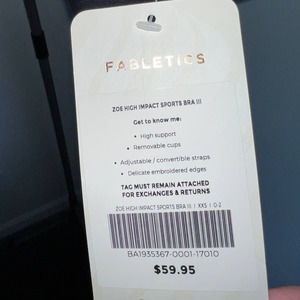 FABLETICS
ZOE HIGH IMPACT SPORTS BRA III
Get to know me:
• High support
• Removable cups
• Adjustable / convertible straps
• Delicate embroidered edges
TAG MUST REMAIN ATTACHED
FOR EXCHANGES & RETURNS
ZOE HIGH IMPACT SPORTS BRA III | XXS | 0-2
BA1935367-0001-17010
$59.95